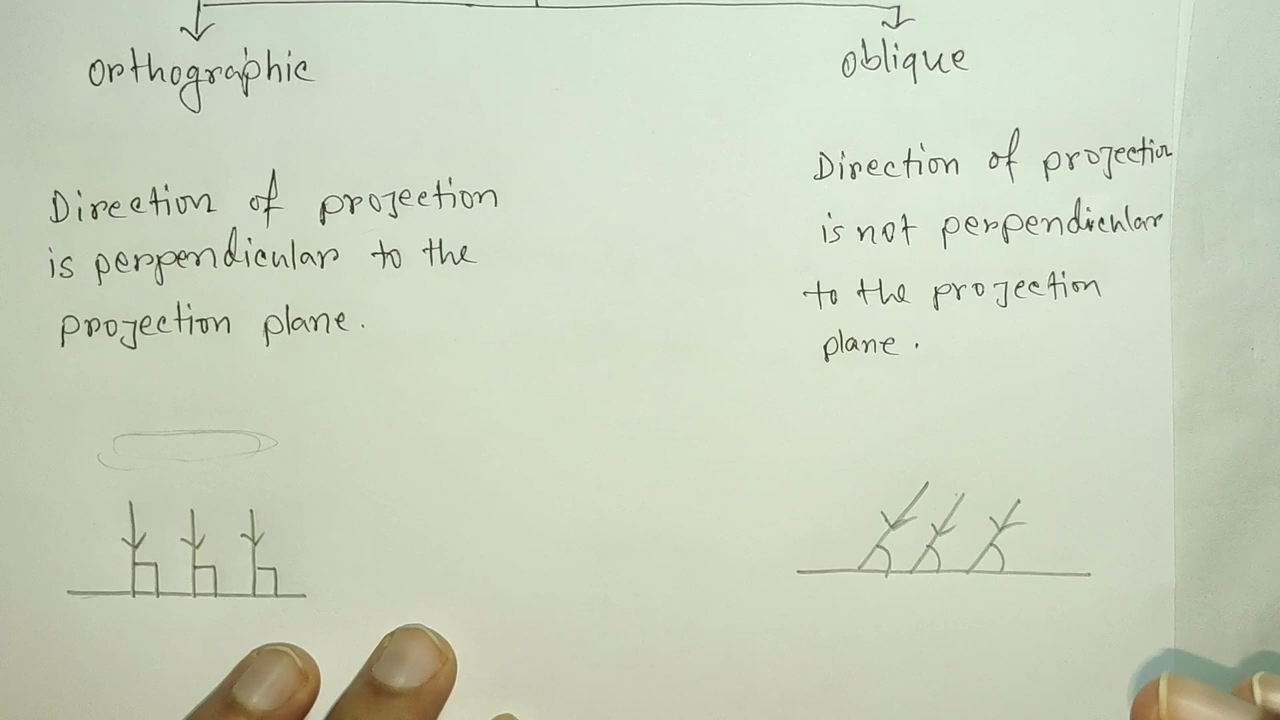 Orthographic
Oblique
Direction of projection
is perpendicular to the
projection plane.
Direction of projection
is not perpendicular
to the projection
plane.